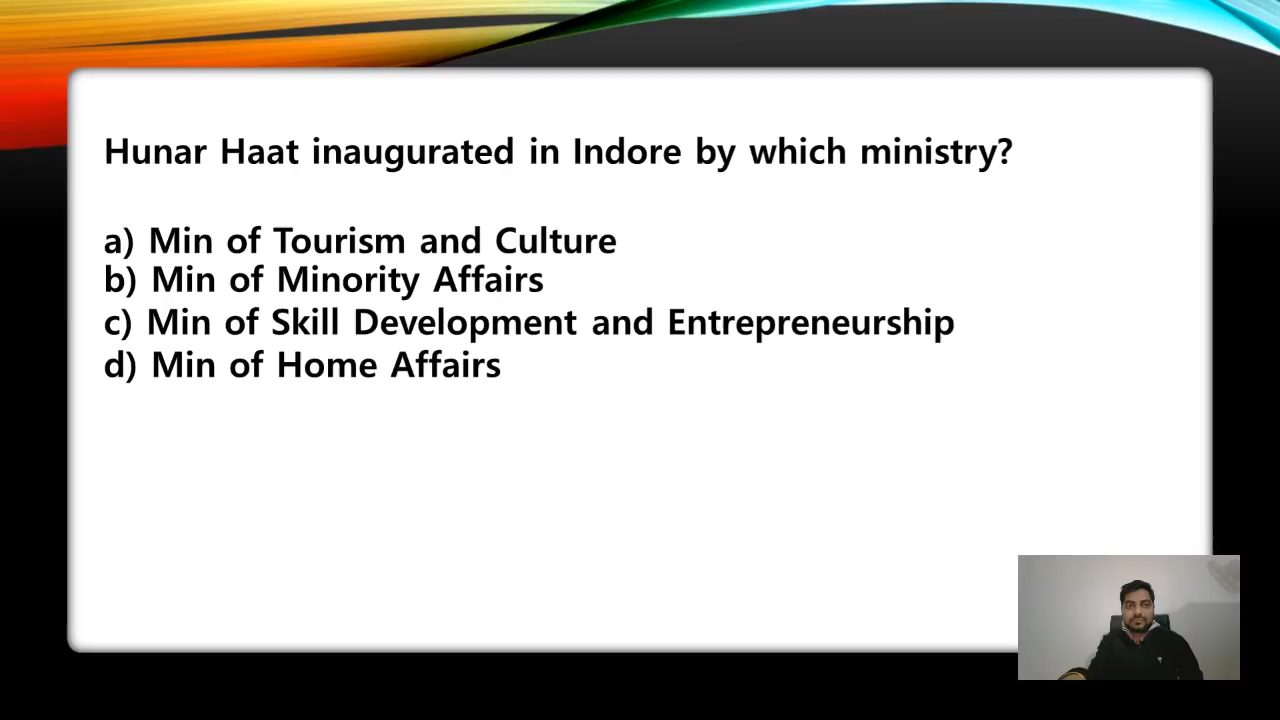 Hunar Haat inaugurated in Indore by which ministry?
a) Min of Tourism and Culture
b) Min of Minority Affairs
c) Min of Skill Development and Entrepreneurship
d) Min of Home Affairs